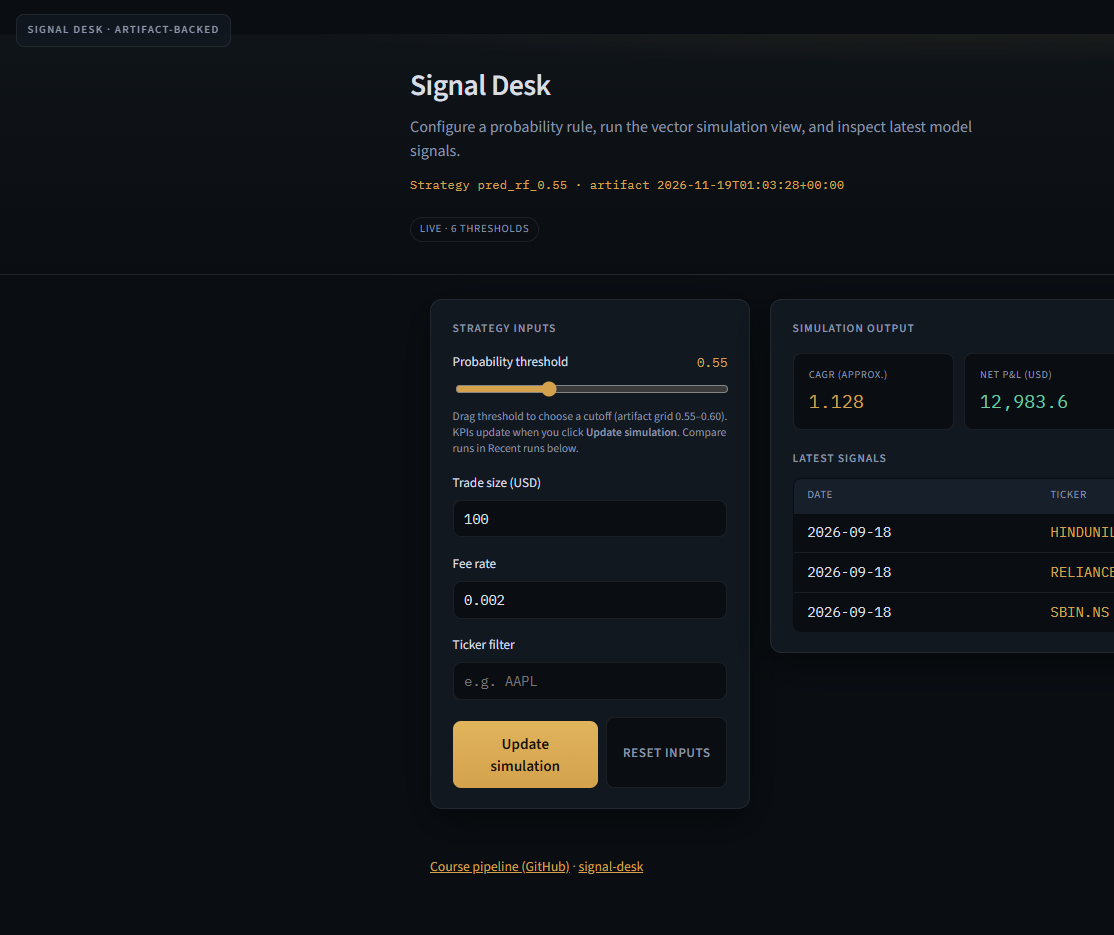 SIGNAL DESK · ARTIFACT-BACKED
Signal Desk
Configure a probability rule, run the vector simulation view, and inspect latest model
signals.
Strategy pred_rf_0.55 · artifact 2026-11-19T01:03:28+00:00
LIVE · 6 THRESHOLDS
STRATEGY INPUTS
Probability threshold 0.55
Drag threshold to choose a cutoff (artifact grid 0.55–0.60).
KPIs update when you click Update simulation. Compare
runs in Recent runs below.
Trade size (USD)
100
Fee rate
0.002
Ticker filter
e.g. AAPL
Update
simulation
RESET INPUTS
SIMULATION OUTPUT
CAGR (APPROX.) NET P&L (USD)
1.128 12,983.6
LATEST SIGNALS
DATE TICKER
2026-09-18 HINDUNIL
2026-09-18 RELIANCE
2026-09-18 SBIN.NS
Course pipeline (GitHub) · signal-desk